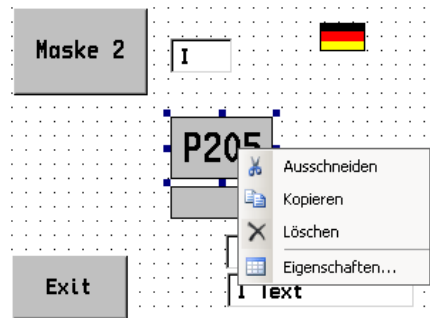 Maske 2
I
P205
Ausschneiden
Kopieren
Löschen
Eigenschaften...
Exit
I Text